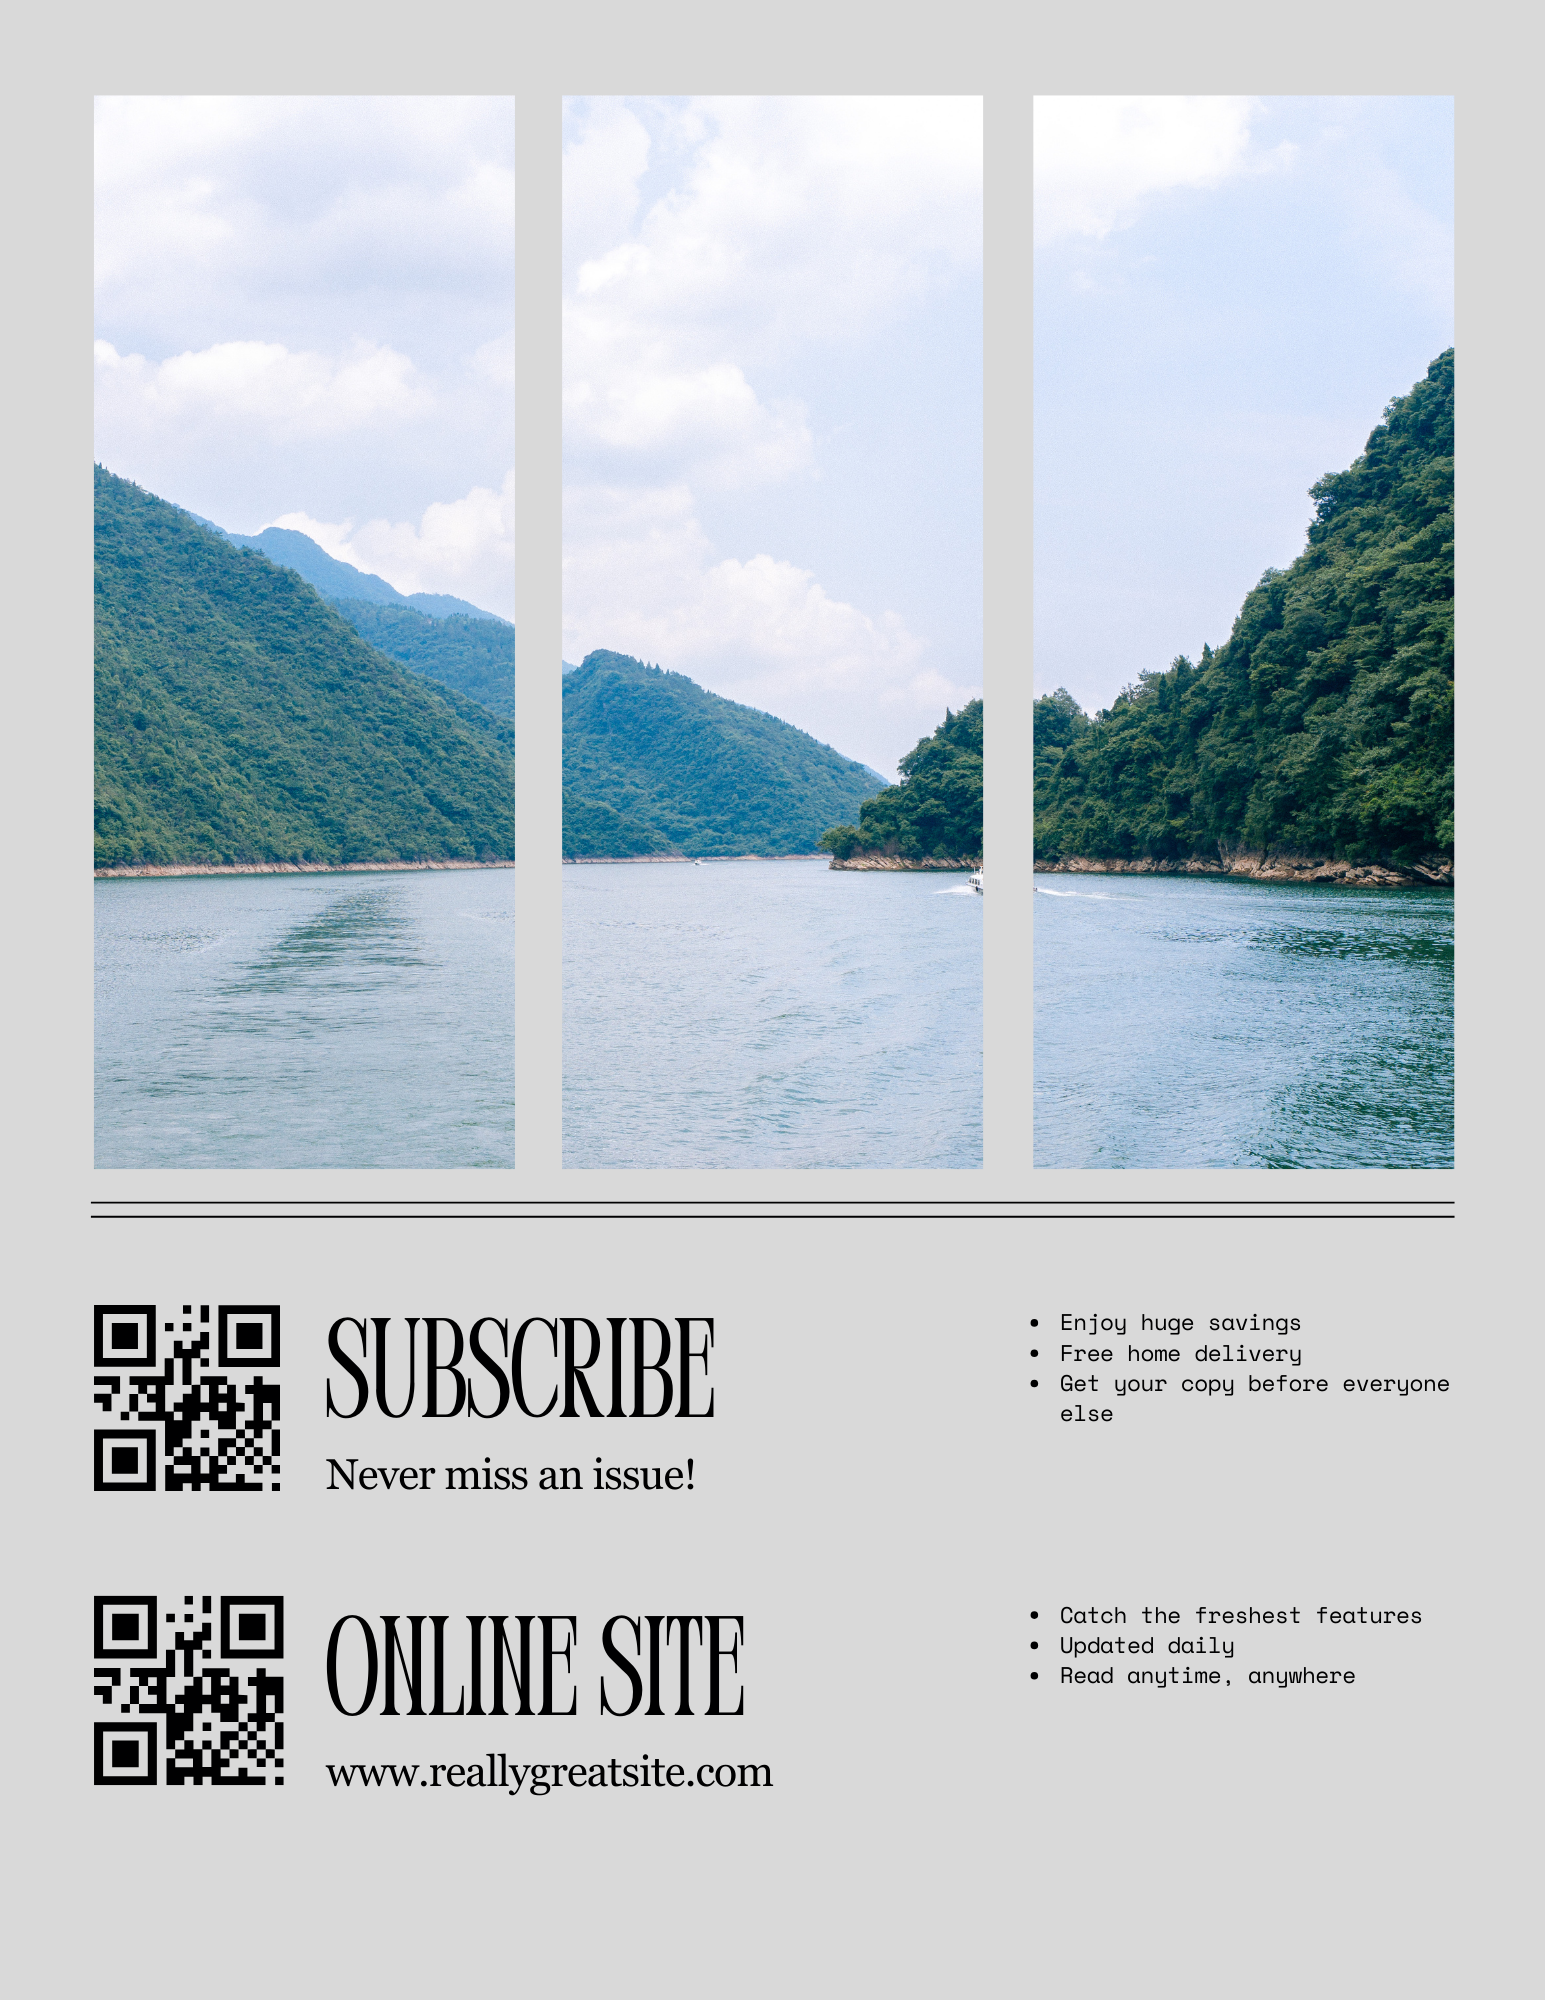 SUBSCRIBE
Never miss an issue!
• Enjoy huge savings
• Free home delivery
• Get your copy before everyone
else
ONLINE SITE
www.reallygreatsite.com
• Catch the freshest features
• Updated daily
• Read anytime, anywhere